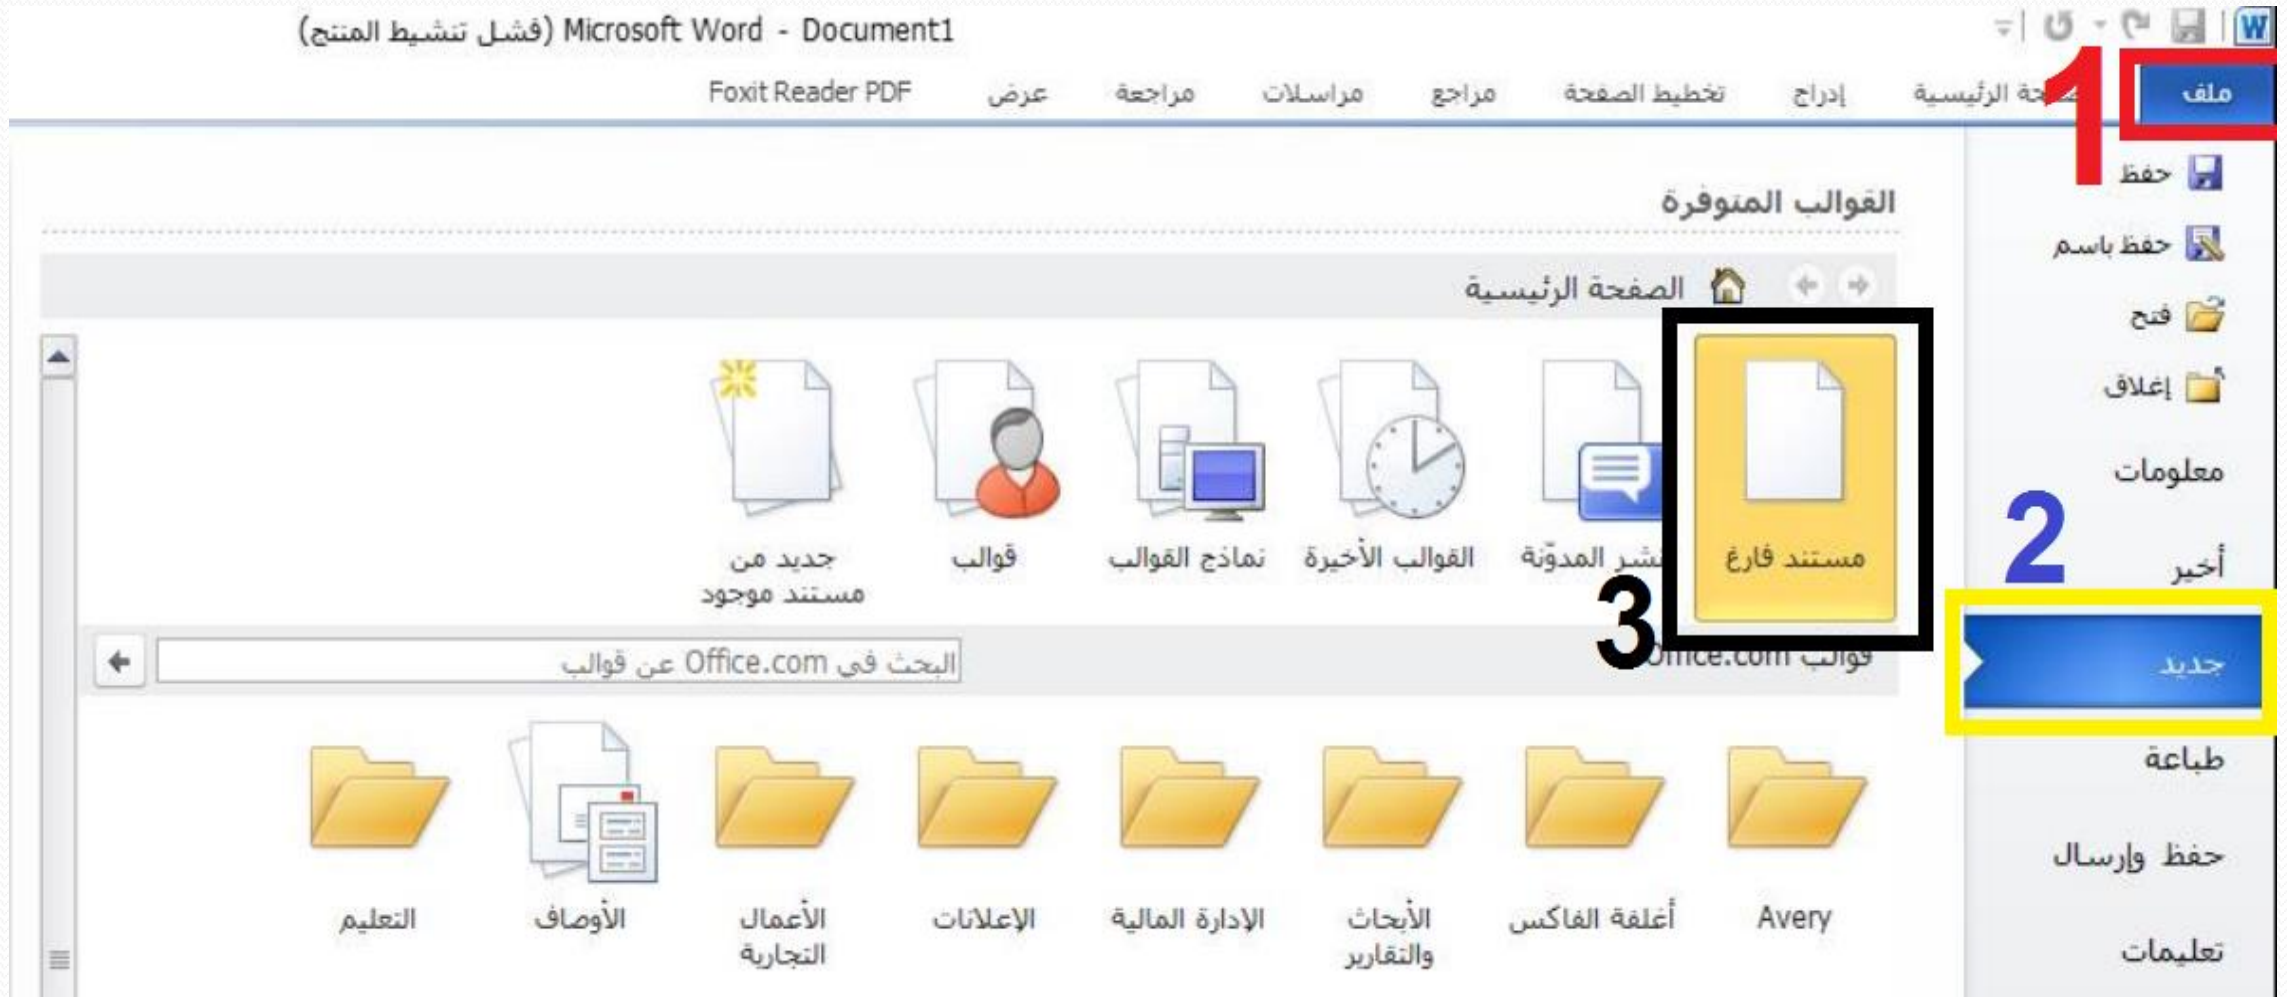 Microsoft Word - Document1 (فشل تنشيط المنتج)
ملف
الرئيسية
إدراج
تخطيط الصفحة
مراجع
مراسلات
مراجعة
عرض
Foxit Reader PDF
1
حفظ
حفظ باسم
فتح
إغلاق
معلومات
أخير
2
جديد
طباعة
حفظ وإرسال
تعليمات
القوالب المتوفرة
الصفحة الرئيسية
مستند فارغ
نشر المدوّنة
القوالب الأخيرة
نماذج القوالب
قوالب
جديد من
مستند موجود
3
قوالب Office.com
البحث في Office.com عن قوالب
Avery
أغلفة الفاكس
الأبحاث
والتقارير
الإدارة المالية
الإعلانات
الأعمال
التجارية
الأوصاف
التعليم